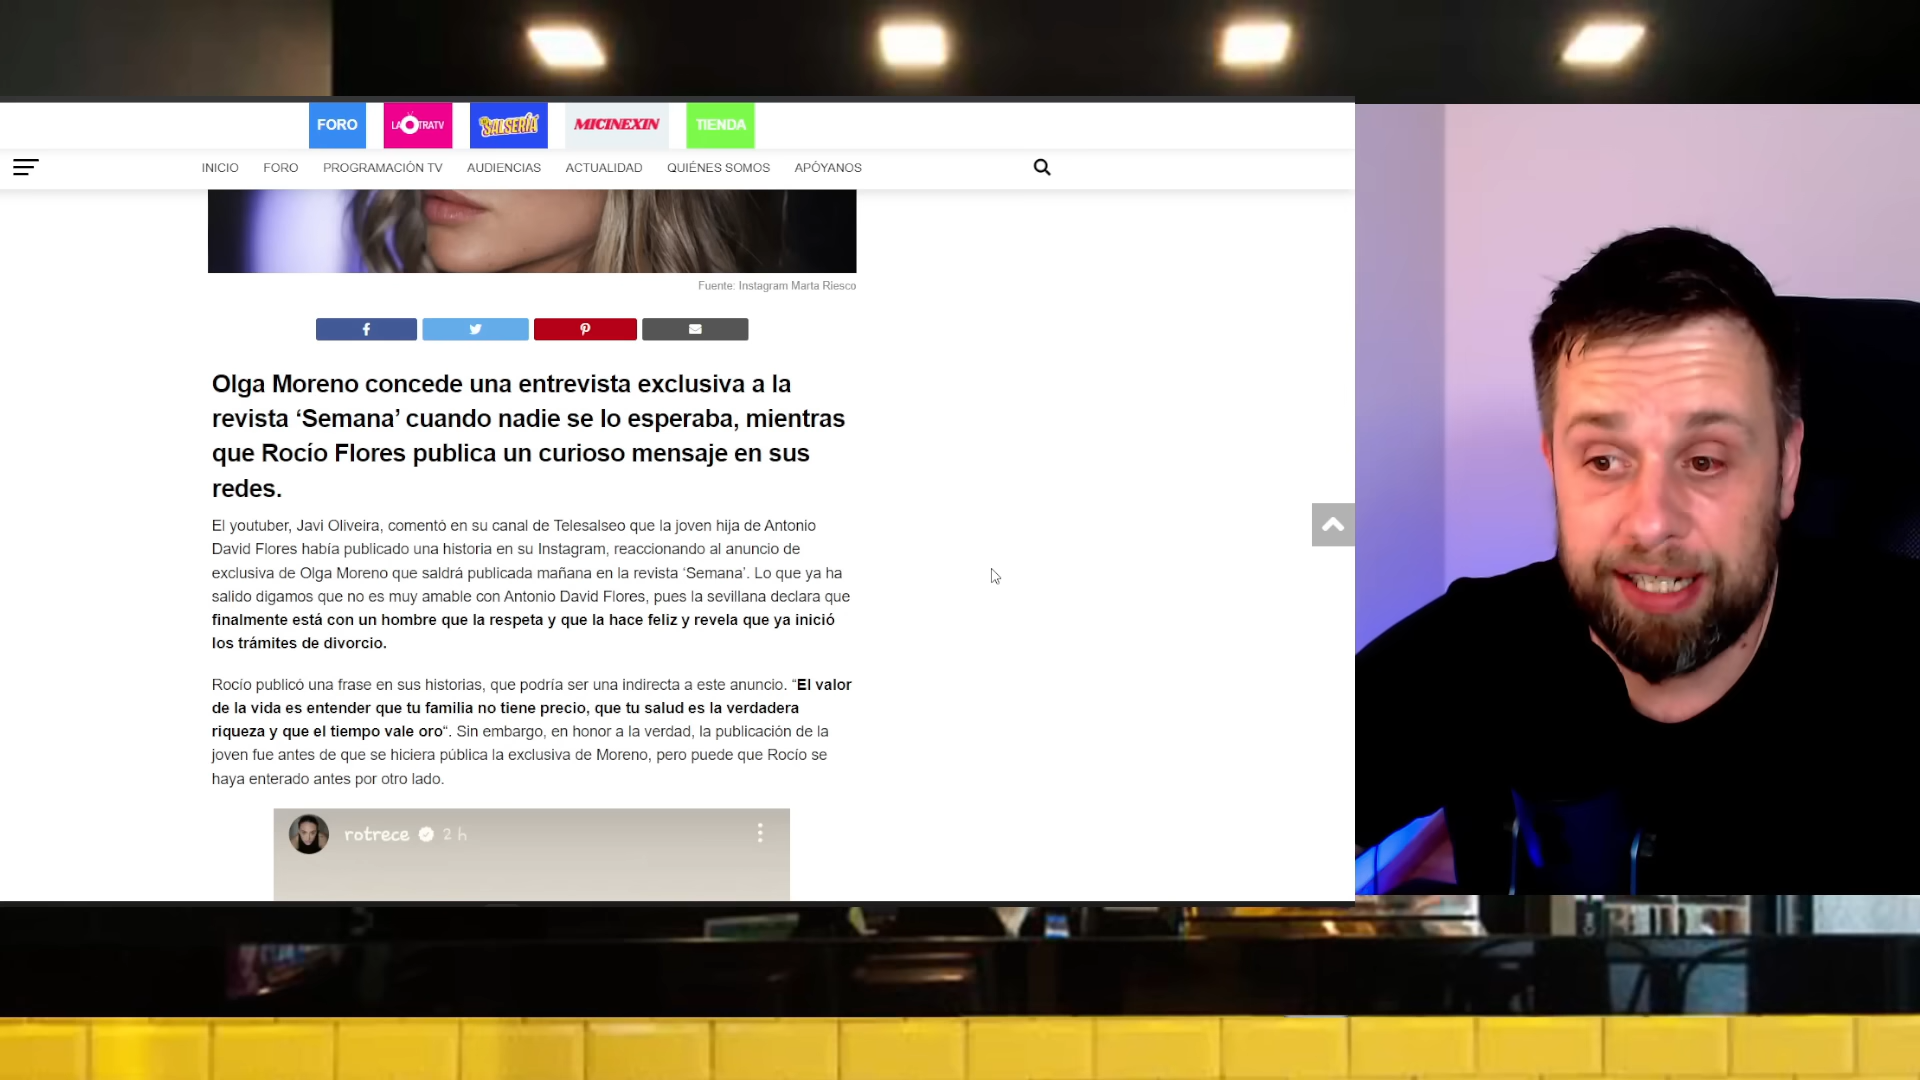 FORO
LA OTRATV
SALSERÍA
MICINEXIN
TIENDA
INICIO
FORO
PROGRAMACIÓN TV
AUDIENCIAS
ACTUALIDAD
QUIÉNES SOMOS
APÓYANOS
Fuente: Instagram Marta Riesco
Olga Moreno concede una entrevista exclusiva a la
revista ‘Semana’ cuando nadie se lo esperaba, mientras
que Rocío Flores publica un curioso mensaje en sus
redes.
El youtuber, Javi Oliveira, comentó en su canal de Telesalseo que la joven hija de Antonio
David Flores había publicado una historia en su Instagram, reaccionando al anuncio de
exclusiva de Olga Moreno que saldrá publicada mañana en la revista ‘Semana’. Lo que ya ha
salido digamos que no es muy amable con Antonio David Flores, pues la sevillana declara que
finalmente está con un hombre que la respeta y que la hace feliz y revela que ya inició
los trámites de divorcio.
Rocío publicó una frase en sus historias, que podría ser una indirecta a este anuncio. “El valor
de la vida es entender que tu familia no tiene precio, que tu salud es la verdadera
riqueza y que el tiempo vale oro“. Sin embargo, en honor a la verdad, la publicación de la
joven fue antes de que se hiciera pública la exclusiva de Moreno, pero puede que Rocío se
haya enterado antes por otro lado.
rotrece 2 h